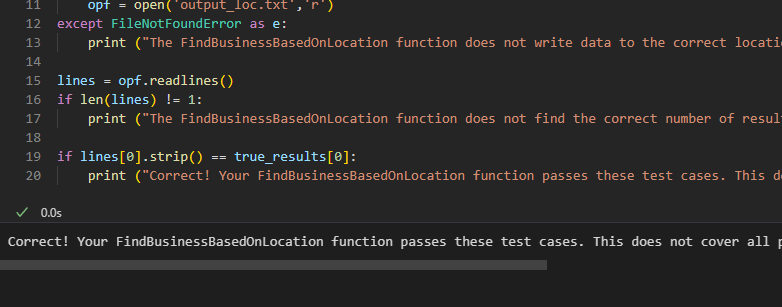 11 opf = open('output_loc.txt','r')
12 except FileNotFoundError as e:
13 print ("The FindBusinessBasedOnLocation function does not write data to the correct locati
14
15 lines = opf.readlines()
16 if len(lines) != 1:
17 print ("The FindBusinessBasedOnLocation function does not find the correct number of resul
18
19 if lines[0].strip() == true_results[0]:
20 print ("Correct! Your FindBusinessBasedOnLocation function passes these test cases. This do
0.0s
Correct! Your FindBusinessBasedOnLocation function passes these test cases. This does not cover all p